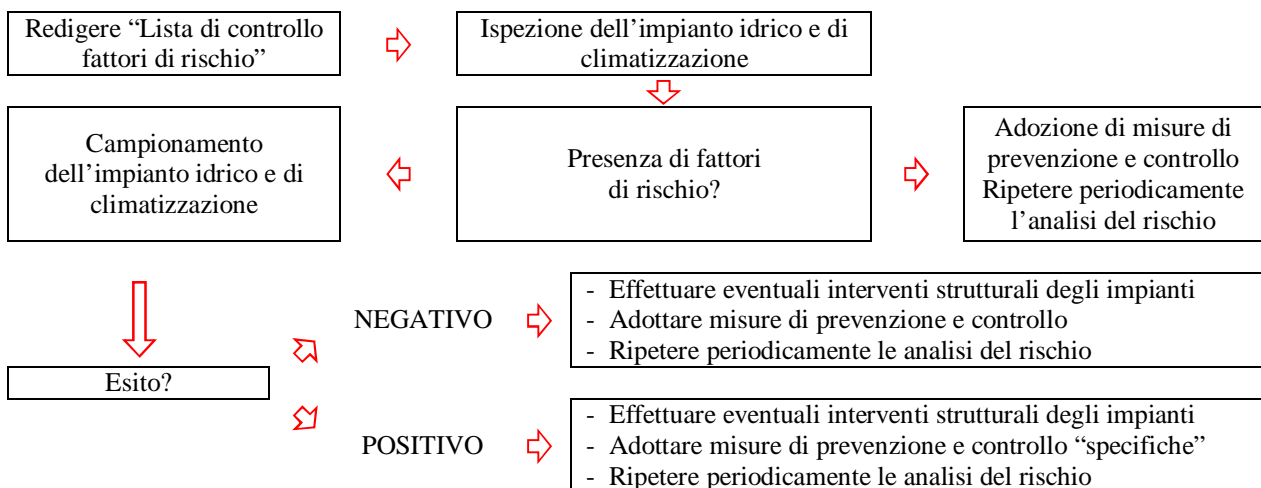 Redigere “Lista di controllo
fattori di rischio”
Ispezione dell’impianto idrico e di
climatizzazione
Campionamento
dell’impianto idrico e di
climatizzazione
Presenza di fattori
di rischio?
Adozione di misure di
prevenzione e controllo
Ripetere periodicamente
l’analisi del rischio
Esito?
NEGATIVO
- Effettuare eventuali interventi strutturali degli impianti
- Adottare misure di prevenzione e controllo
- Ripetere periodicamente le analisi del rischio
POSITIVO
- Effettuare eventuali interventi strutturali degli impianti
- Adottare misure di prevenzione e controllo “specifiche”
- Ripetere periodicamente le analisi del rischio